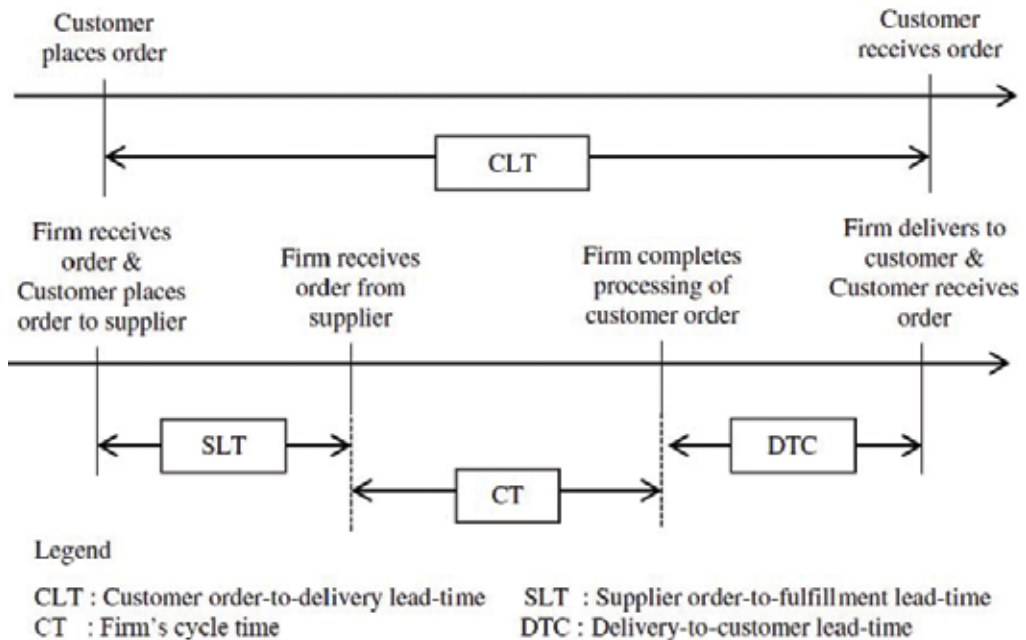 Customer
places order
Customer
receives order
CLT
Firm receives
order &
Customer places
order to supplier
Firm receives
order from
supplier
Firm completes
processing of
customer order
Firm delivers to
customer &
Customer receives
order
SLT
DTC
CT
Legend
CLT : Customer order-to-delivery lead-time SLT : Supplier order-to-fulfillment lead-time
CT : Firm's cycle time DTC : Delivery-to-customer lead-time